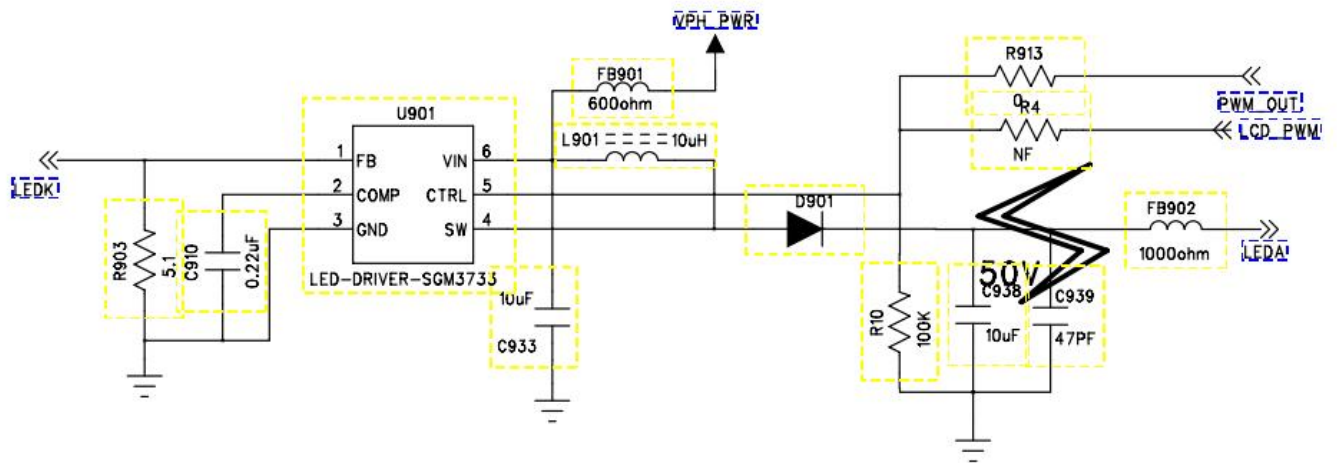 VPH_PWR
R913
0
FB901
600ohm
PWM_OUT
R4
NF
LCD_PWM
U901
L901
10uH
LEDK
1
FB
VIN
6
2
COMP
CTRL
5
3
GND
SW
4
LED-DRIVER-SGM3733
D901
FB902
1000ohm
LEDA
R903
5.1
C910
0.22uF
10uF
C933
50V
R10
100K
C938
10uF
C939
47PF